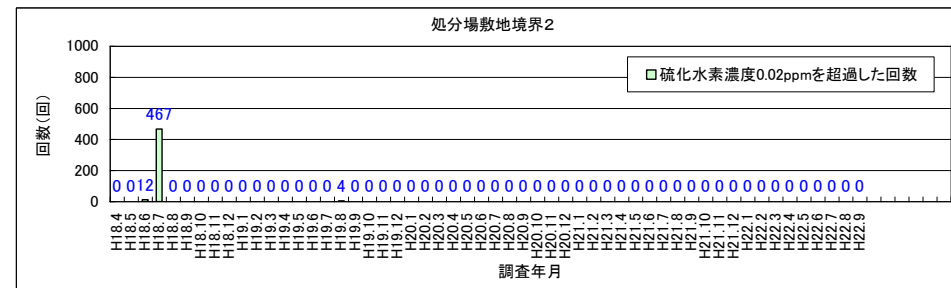 処分場敷地境界2
1000
800
600
400
200
0
回数(回)
硫化水素濃度0.02ppmを超過した回数
467
0 0 12 0 0 0 0 0 0 0 0 0 0 0 0 4 0 0 0 0 0 0 0 0 0 0 0 0 0 0 0 0 0 0 0 0 0 0 0 0 0 0 0 0 0 0 0 0 0 0 0 0 0
H18.4 H18.5 H18.6 H18.7 H18.8 H18.9 H18.10 H18.11 H18.12 H19.1 H19.2 H19.3 H19.4 H19.5 H19.6 H19.7 H19.8 H19.9 H19.10 H19.11 H19.12 H20.1 H20.2 H20.3 H20.4 H20.5 H20.6 H20.7 H20.8 H20.9 H20.10 H20.11 H20.12 H21.1 H21.2 H21.3 H21.4 H21.5 H21.6 H21.7 H21.8 H21.9 H21.10 H21.11 H21.12 H22.1 H22.2 H22.3 H22.4 H22.5 H22.6 H22.7 H22.8 H22.9
調査年月